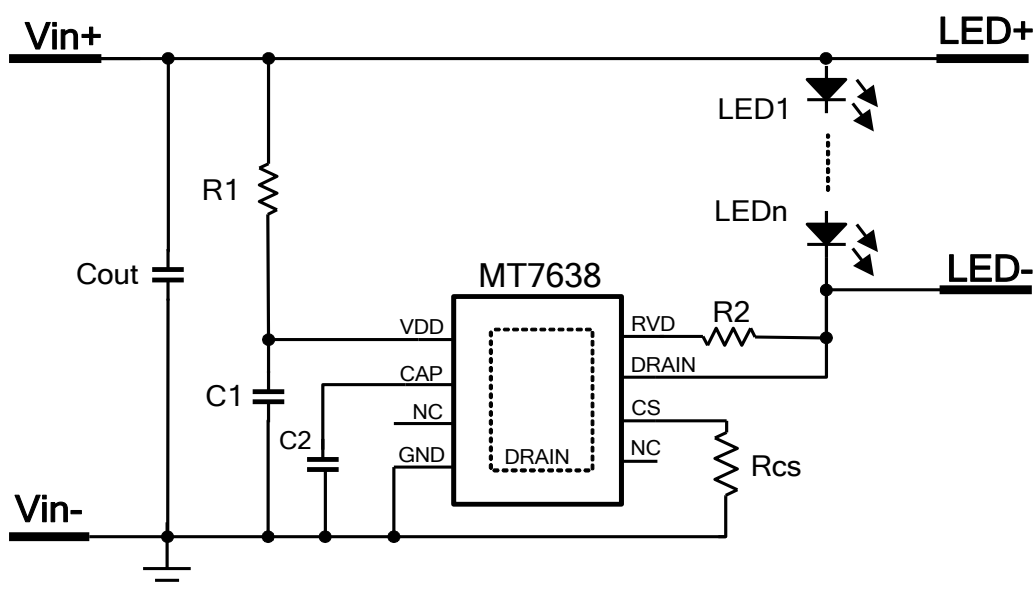 Vin+
LED+
LED1
R1
LEDn
Cout
MT7638
LED-
R2
VDD
RVD
CAP
DRAIN
C1
NC
CS
C2
GND
DRAIN
NC
Rcs
Vin-